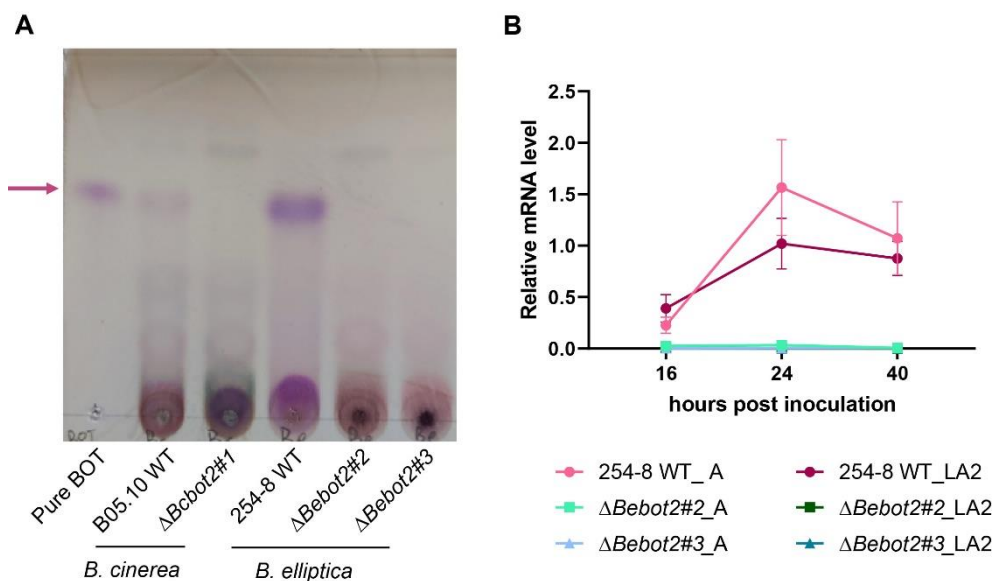 A
BOT
Pure BOT
B05.10 WT
ΔBcbot2#1
254-8 WT
ΔBebot2#2
ΔBebot2#3
B. cinerea
B. elliptica
B
Relative mRNA level
2.5
2.0
1.5
1.0
0.5
0.0
16
24
40
hours post inoculation
254-8 WT_ A
254-8 WT_LA2
ΔBebot2#2_A
ΔBebot2#2_LA2
ΔBebot2#3_A
ΔBebot2#3_LA2